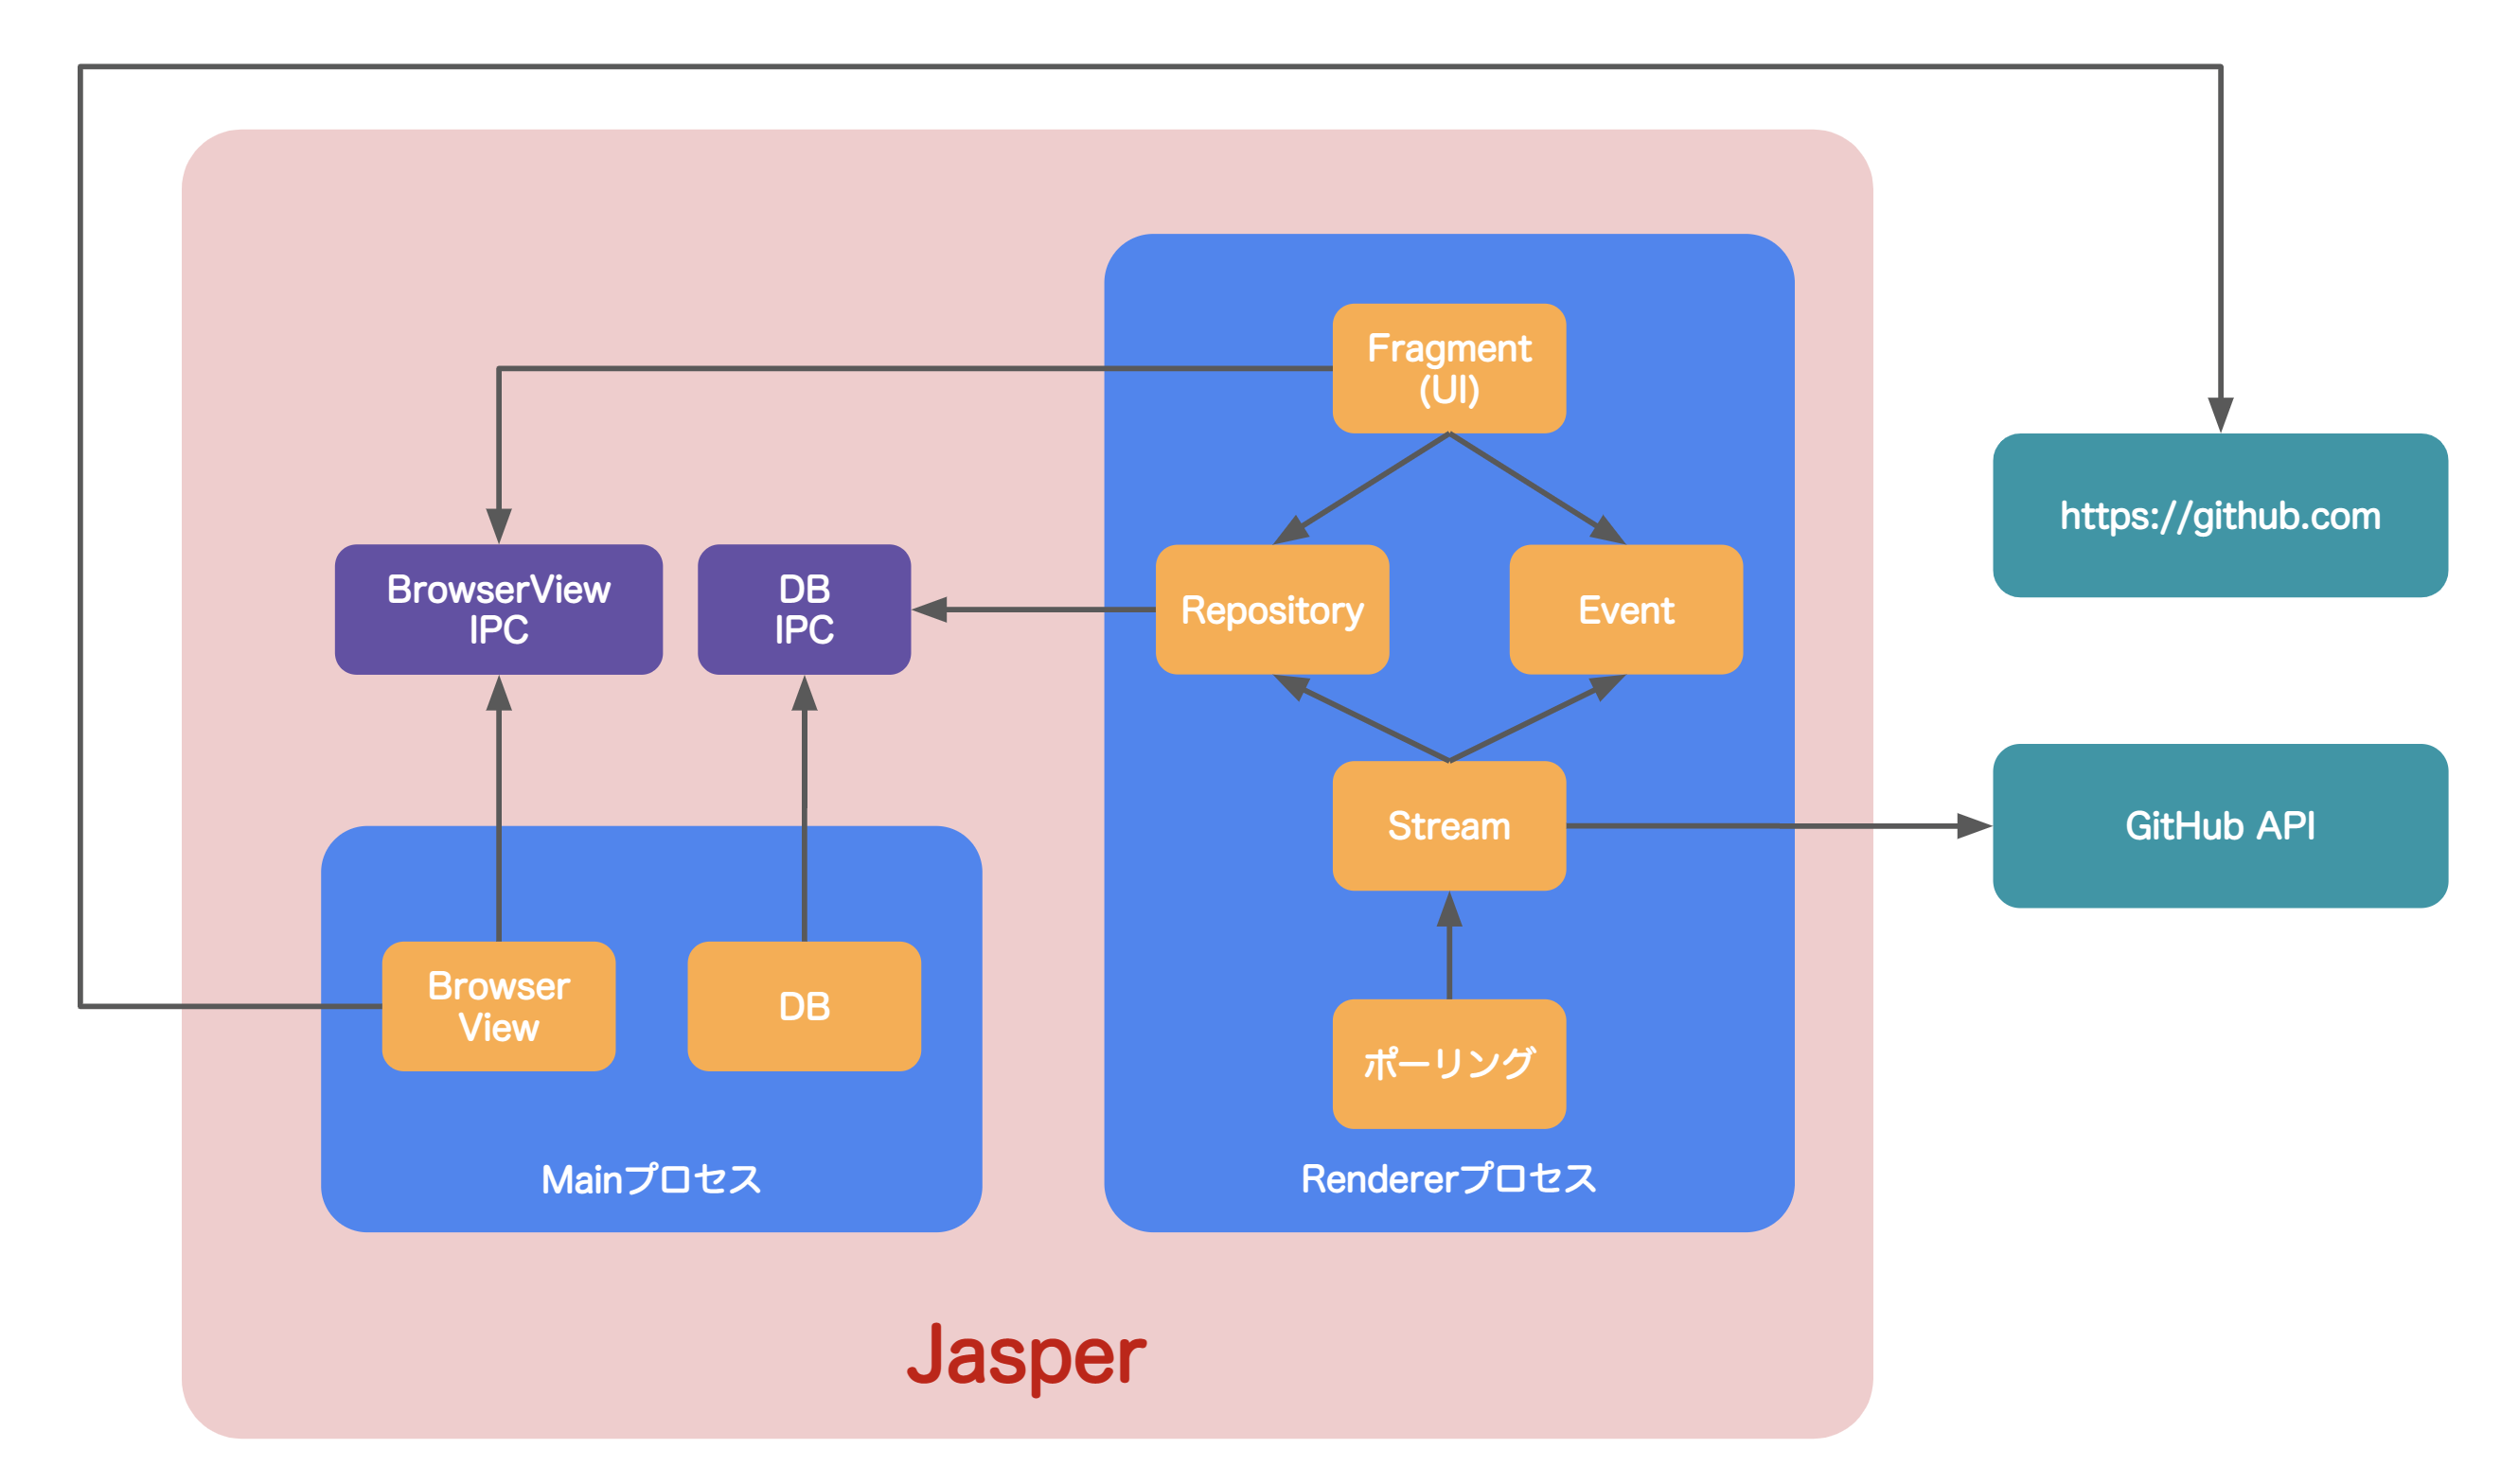 Fragment
(UI)
BrowserView
IPC
DB
IPC
Repository
Event
https://github.com
Stream
GitHub API
Browser
View
DB
ポーリング
Mainプロセス
Rendererプロセス
Jasper